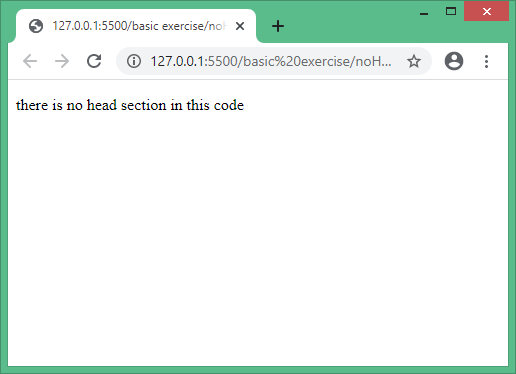 127.0.0.1:5500/basic exercise/noH
127.0.0.1:5500/basic%20exercise/noH...
there is no head section in this code